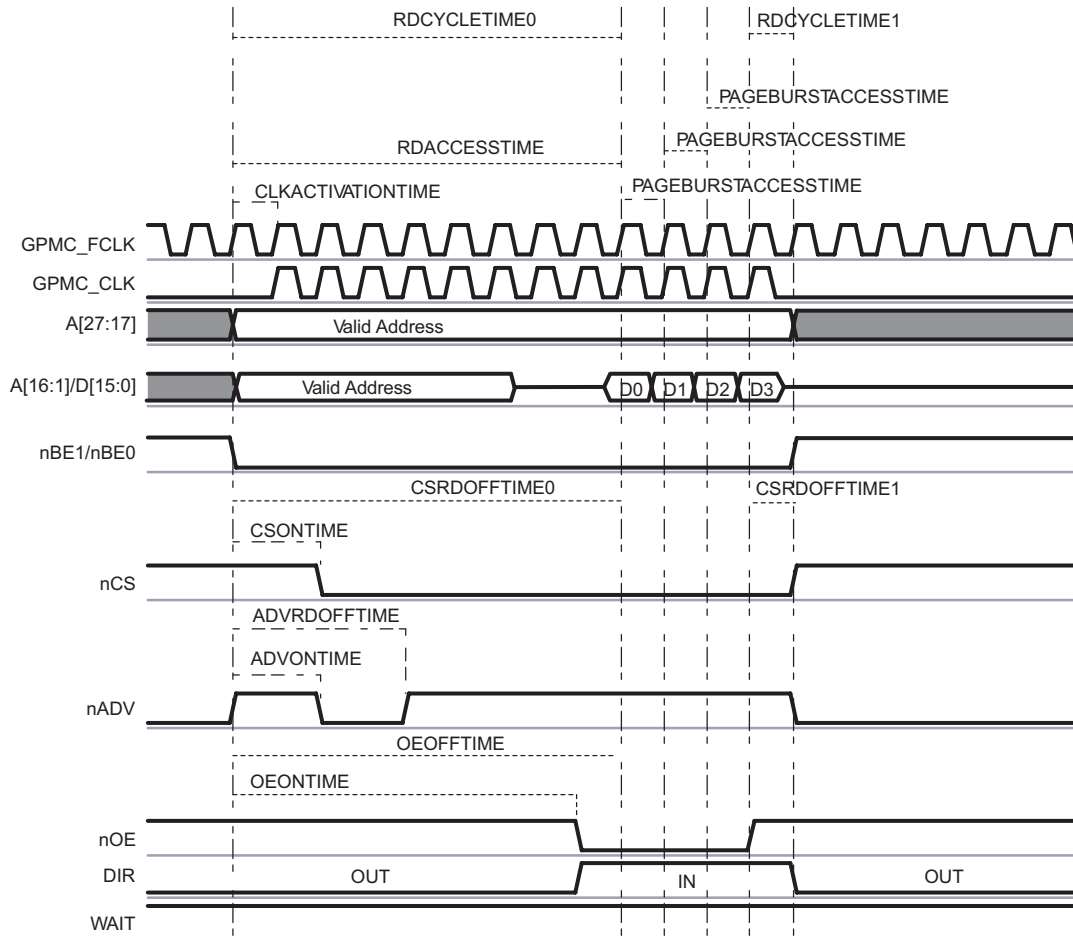 RDCYCLETIME0
RDCYCLETIME1
PAGEBURSTACCESSTIME
PAGEBURSTACCESSTIME
RDACCESSTIME
PAGEBURSTACCESSTIME
CLKACTIVATIONTIME
GPMC_FCLK
GPMC_CLK
A[27:17]
Valid Address
A[16:1]/D[15:0]
Valid Address
D0
D1
D2
D3
nBE1/nBE0
CSRDOFFTIME0
CSRDOFFTIME1
CSONTIME
nCS
ADVRDOFFTIME
ADVONTIME
nADV
OEOFFTIME
OEONTIME
nOE
DIR
OUT
IN
OUT
WAIT